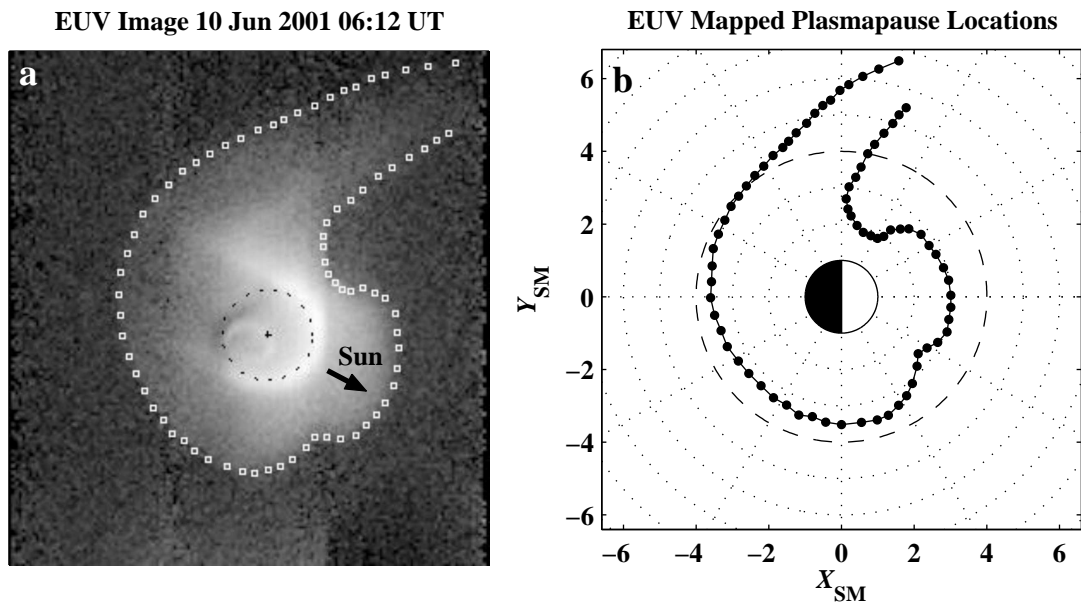 EUV Image 10 Jun 2001 06:12 UT
a
Sun
EUV Mapped Plasmapause Locations
b
6
4
2
0
−2
−4
−6
Y_SM
−6 −4 −2 0 2 4 6
X_SM